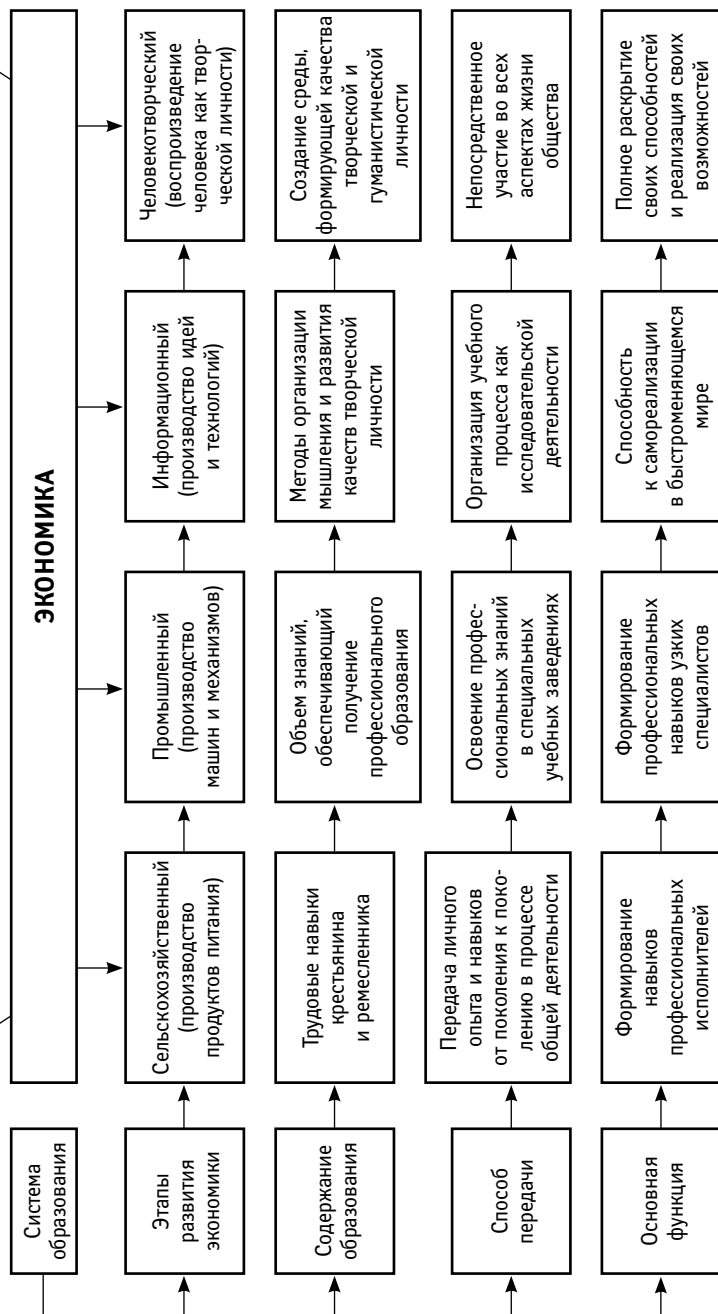 ЭКОНОМИКА
Система
образования
Этапы
развития
экономики
Сельскохозяйственный
(производство
продуктов питания)
Промышленный
(производство
машин и механизмов)
Информационный
(производство идей
и технологий)
Человекотворческий
(воспроизведение
человека как твор-
ческой личности)
Содержание
образования
Трудовые навыки
крестьянина
и ремесленника
Объем знаний,
обеспечивающий
получение
профессионального
образования
Методы организации
мышления и развития
качеств творческой
личности
Создание среды,
формирующей качества
творческой и
гуманистической
личности
Способ
передачи
Передача личного
опыта и навыков
от поколения к поко-
лению в процессе
общей деятельности
Освоение профес-
сиональных знаний
в специальных
учебных заведениях
Организация учебного
процесса как
исследовательской
деятельности
Непосредственное
участие во всех
аспектах жизни
общества
Основная
функция
Формирование
навыков
профессиональных
исполнителей
Формирование
профессиональных
навыков узких
специалистов
Способность
к самореализации
в быстроменяющемся
мире
Полное раскрытие
своих способностей
и реализация своих
возможностей